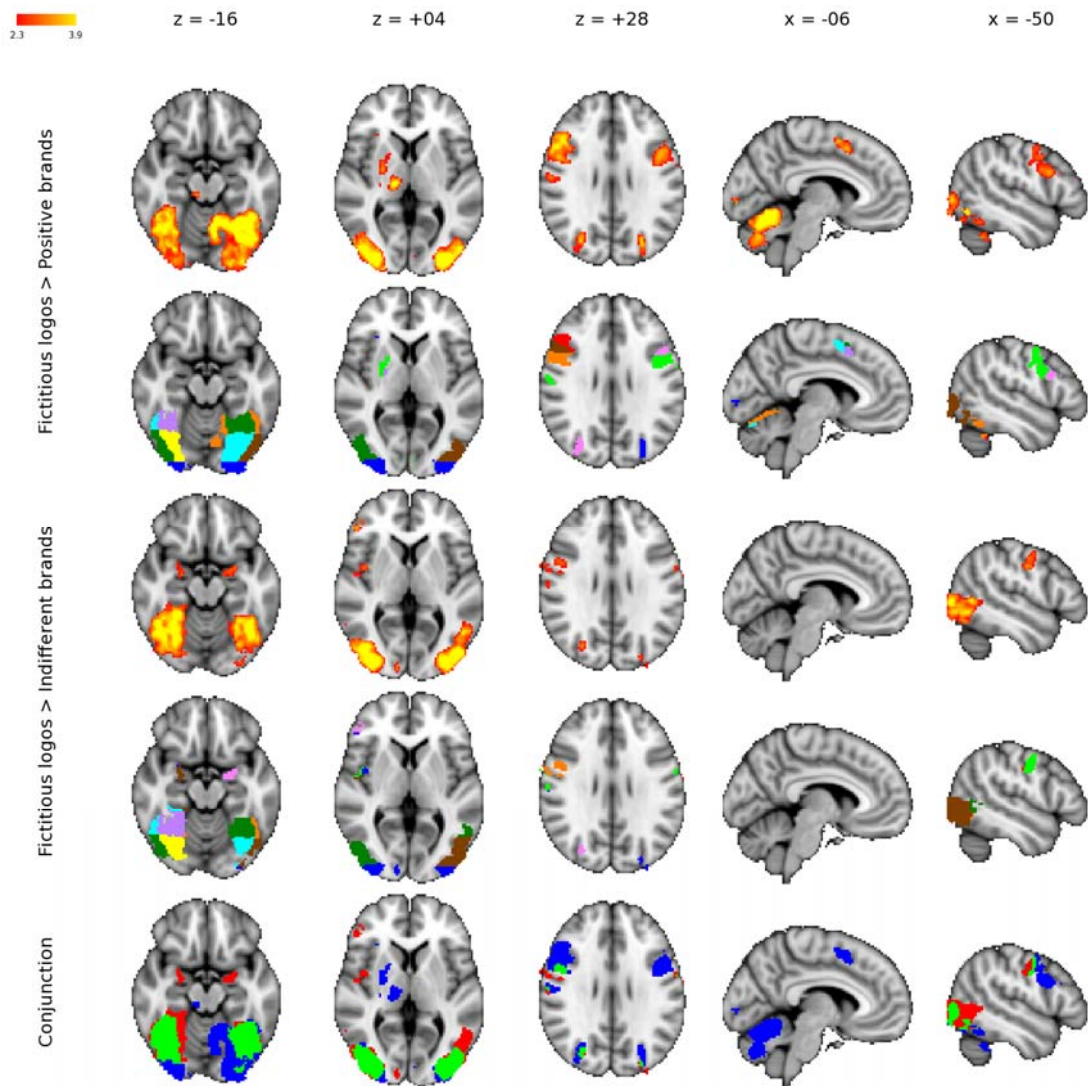 z = -16 z = +04 z = +28 x = -06 x = -50
2.3 3.9
Fictitious logos > Positive brands
Fictitious logos > Indifferent brands
Conjunction